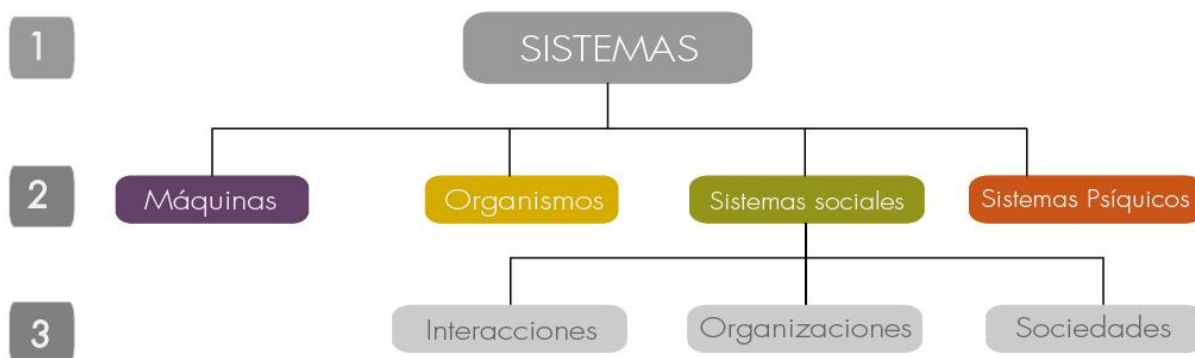 1
SISTEMAS
2
Máquinas
Organismos
Sistemas sociales
Sistemas Psíquicos
3
Interacciones
Organizaciones
Sociedades